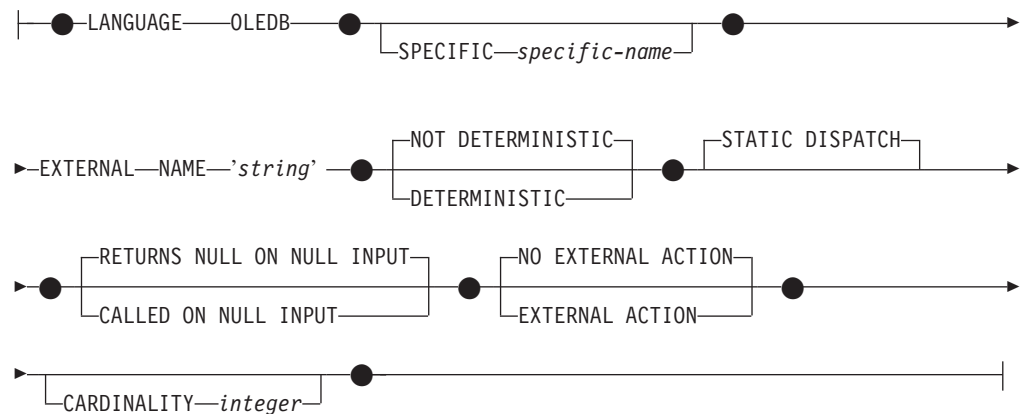 LANGUAGE OLEDB
SPECIFIC specific-name
NOT DETERMINISTIC STATIC DISPATCH
EXTERNAL NAME 'string'
DETERMINISTIC
RETURNS NULL ON NULL INPUT NO EXTERNAL ACTION
CALLED ON NULL INPUT EXTERNAL ACTION
CARDINALITY integer